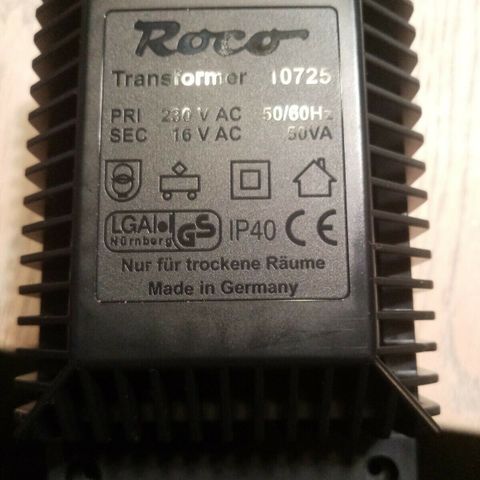 Roco
Transformer 10725
PRI 230 V AC 50/60Hz
SEC 16 V AC 50VA
LGA GS IP40 CE
Nürnberg
Nur für trockene Räume
Made in Germany